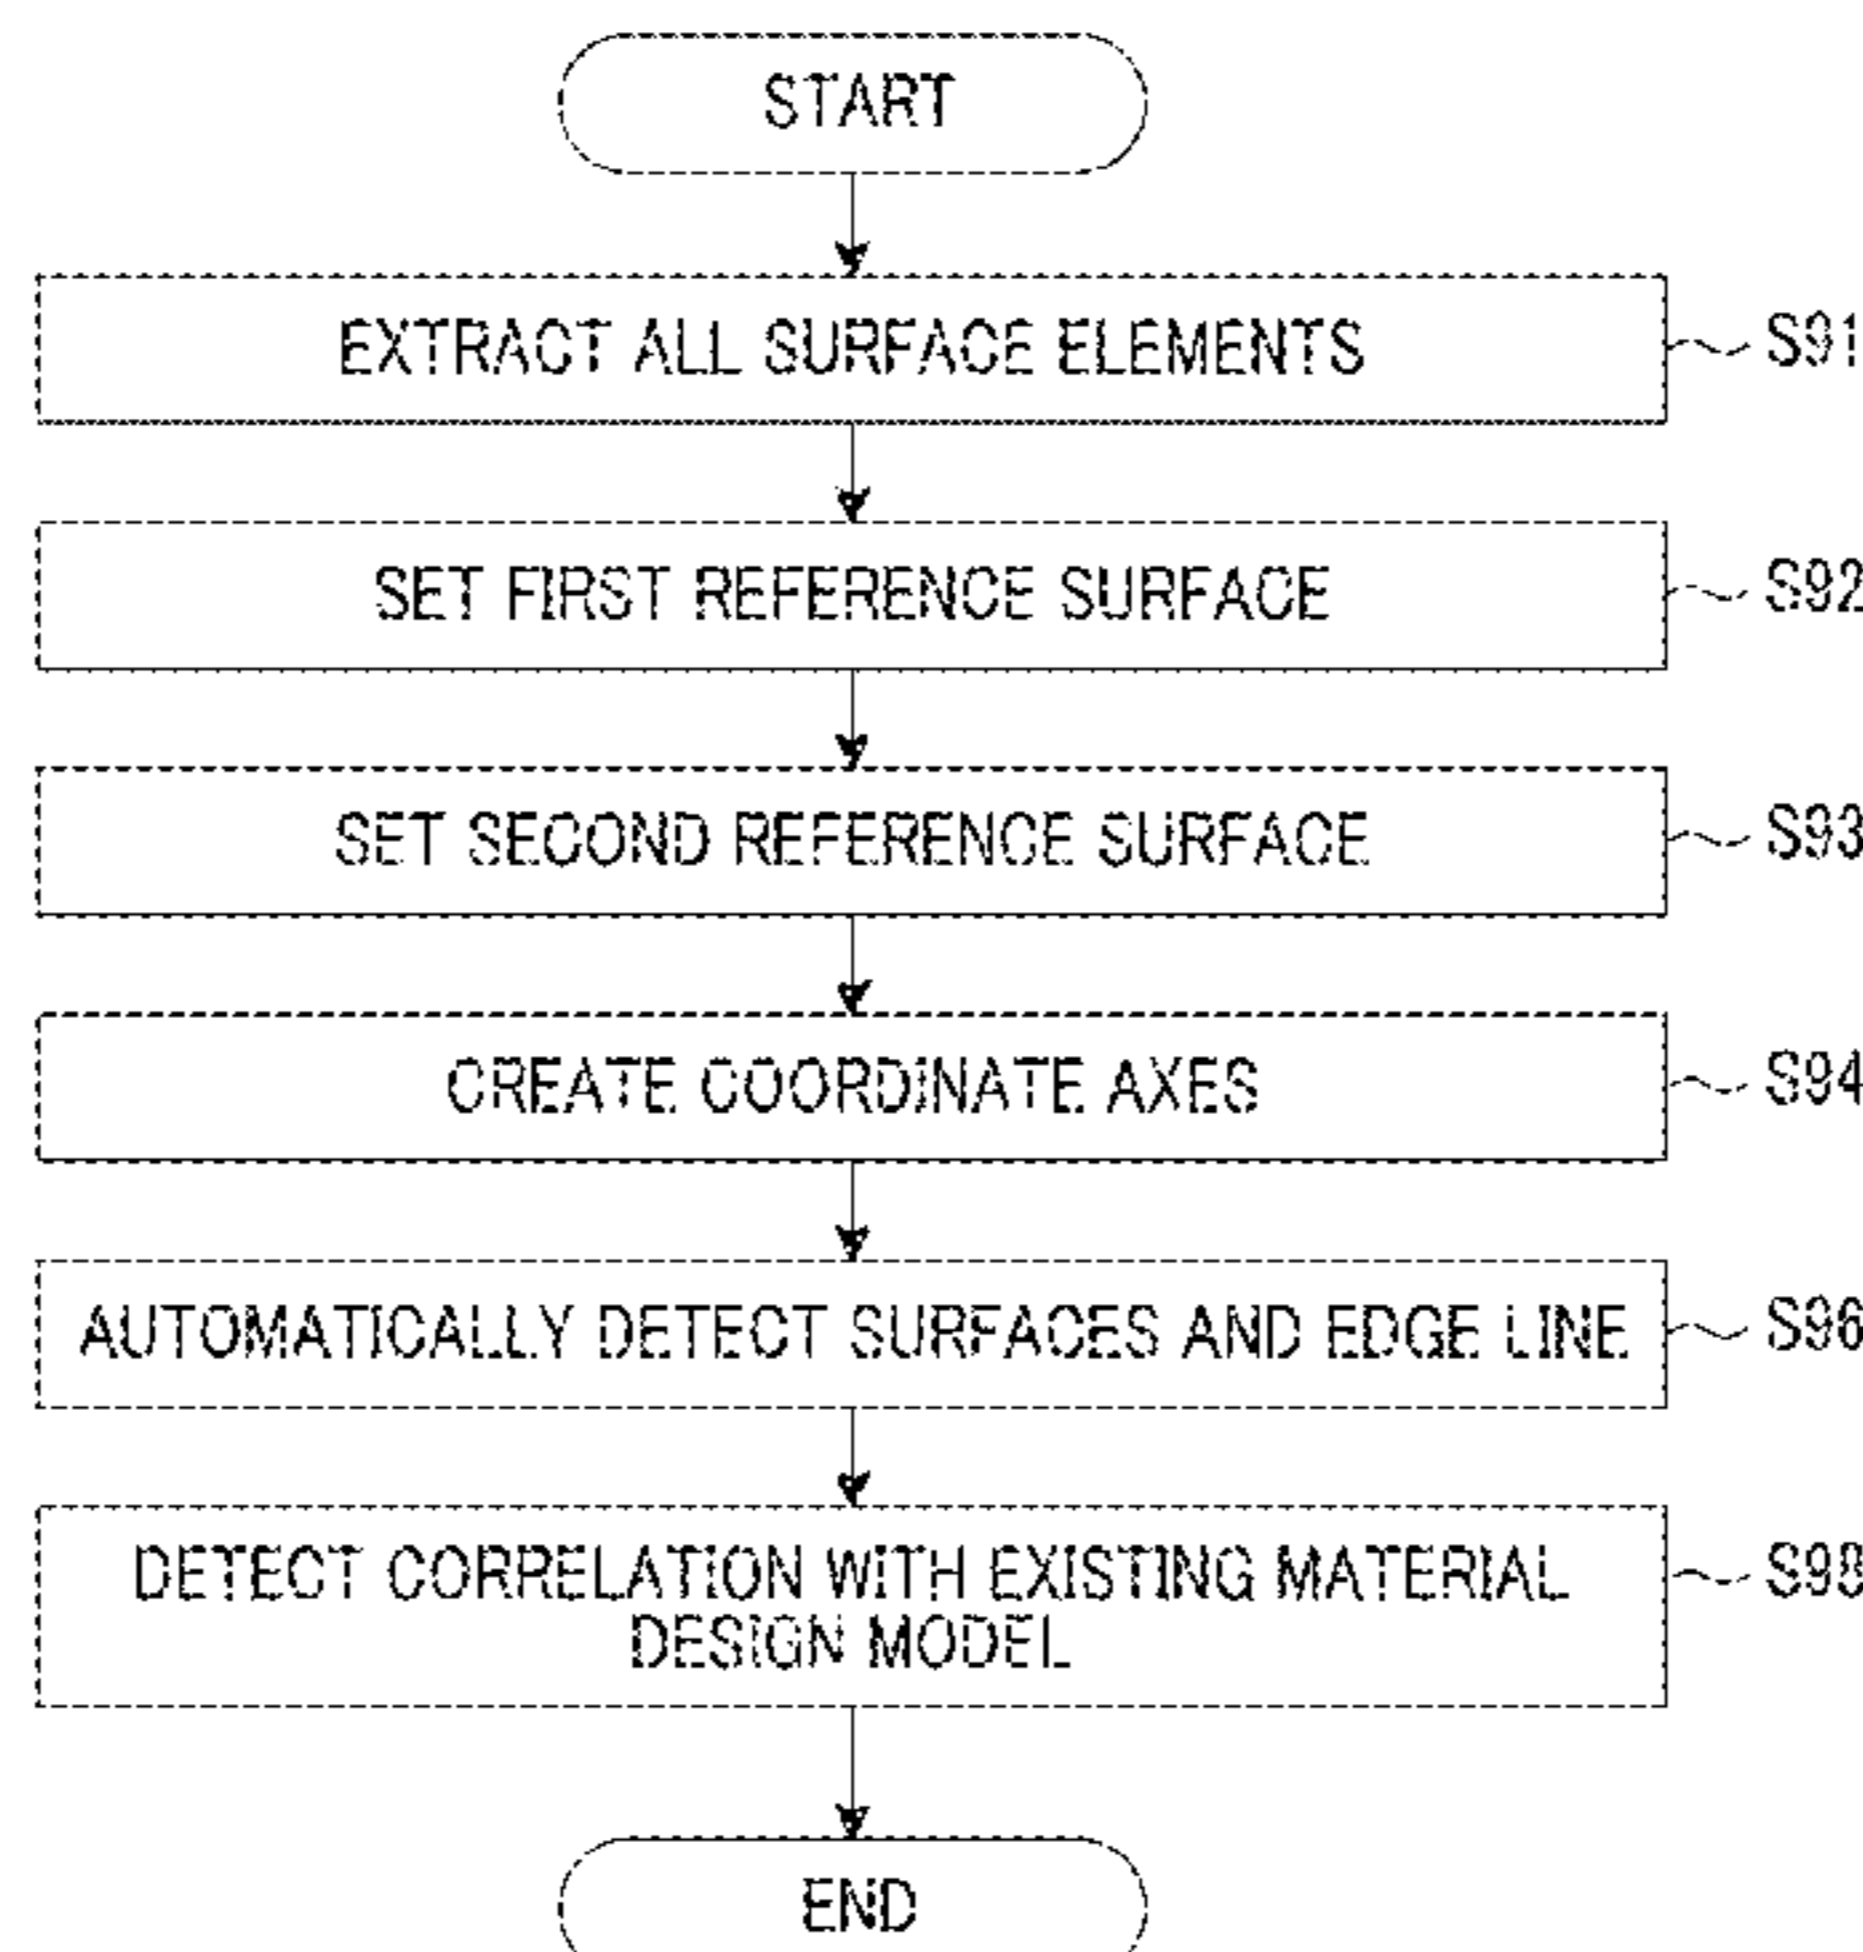 START
EXTRACT ALL SURFACE ELEMENTS
S91
SET FIRST REFERENCE SURFACE
S92
SET SECOND REFERENCE SURFACE
S93
CREATE COORDINATE AXES
S94
AUTOMATICALLY DETECT SURFACES AND EDGE LINE
S96
DETECT CORRELATION WITH EXISTING MATERIAL
DESIGN MODEL
S98
END